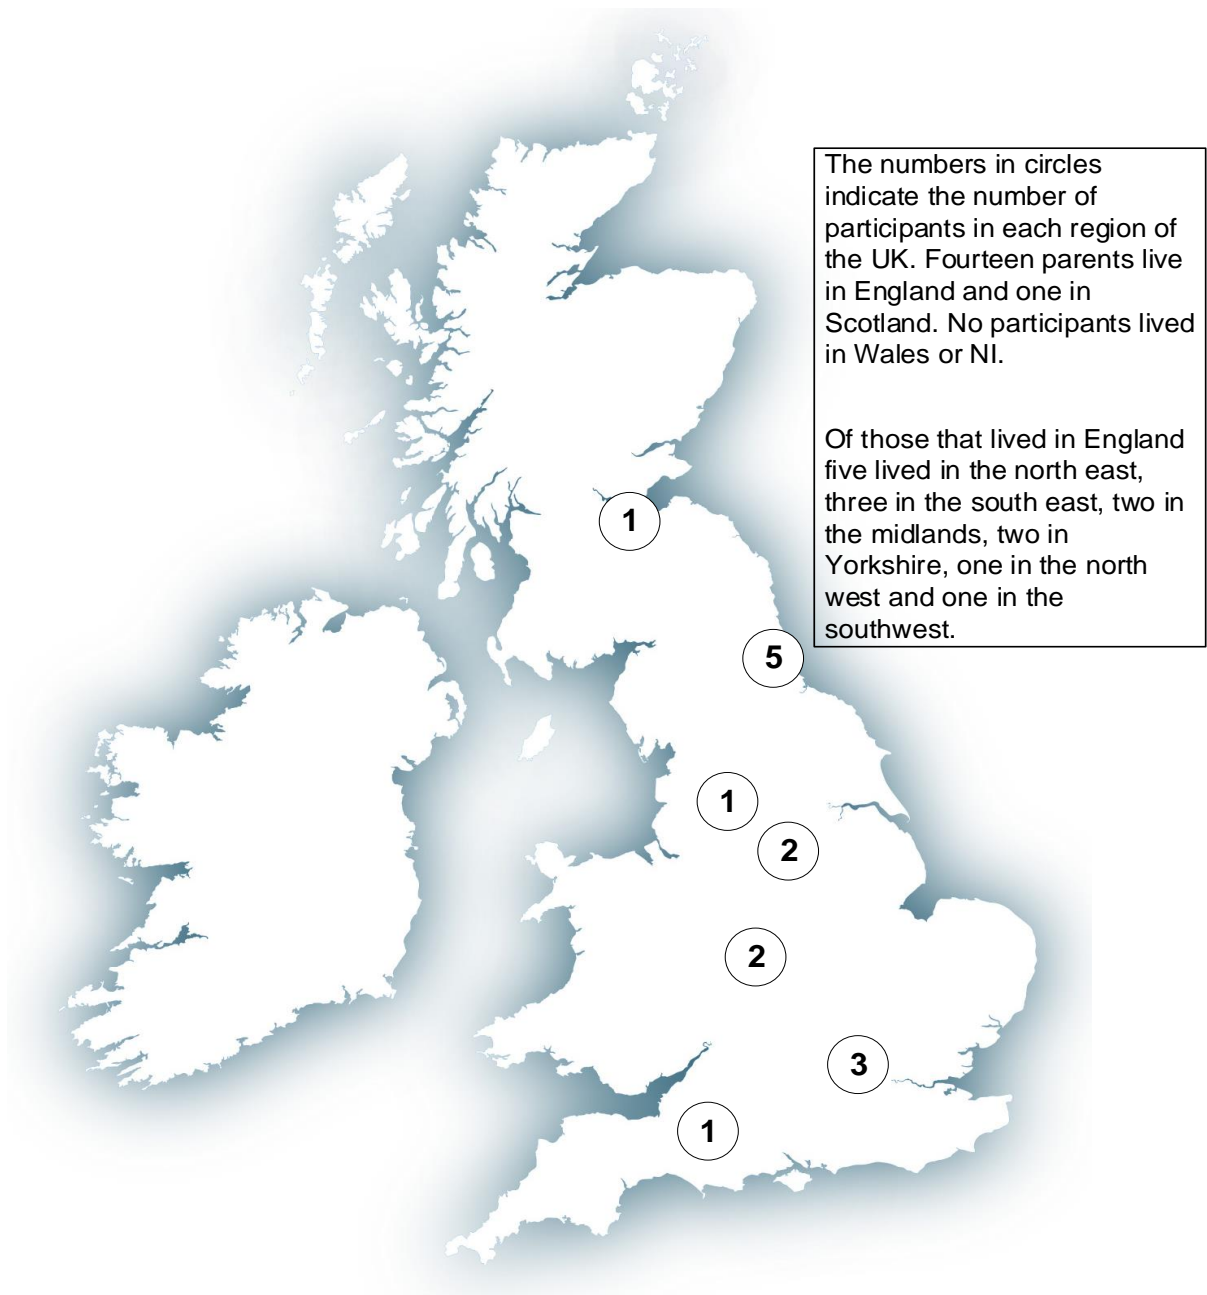 The numbers in circles
indicate the number of
participants in each region of
the UK. Fourteen parents live
in England and one in
Scotland. No participants lived
in Wales or NI.
Of those that lived in England
five lived in the north east,
three in the south east, two in
the midlands, two in
Yorkshire, one in the north
west and one in the
southwest.
1
5
1
2
2
3
1